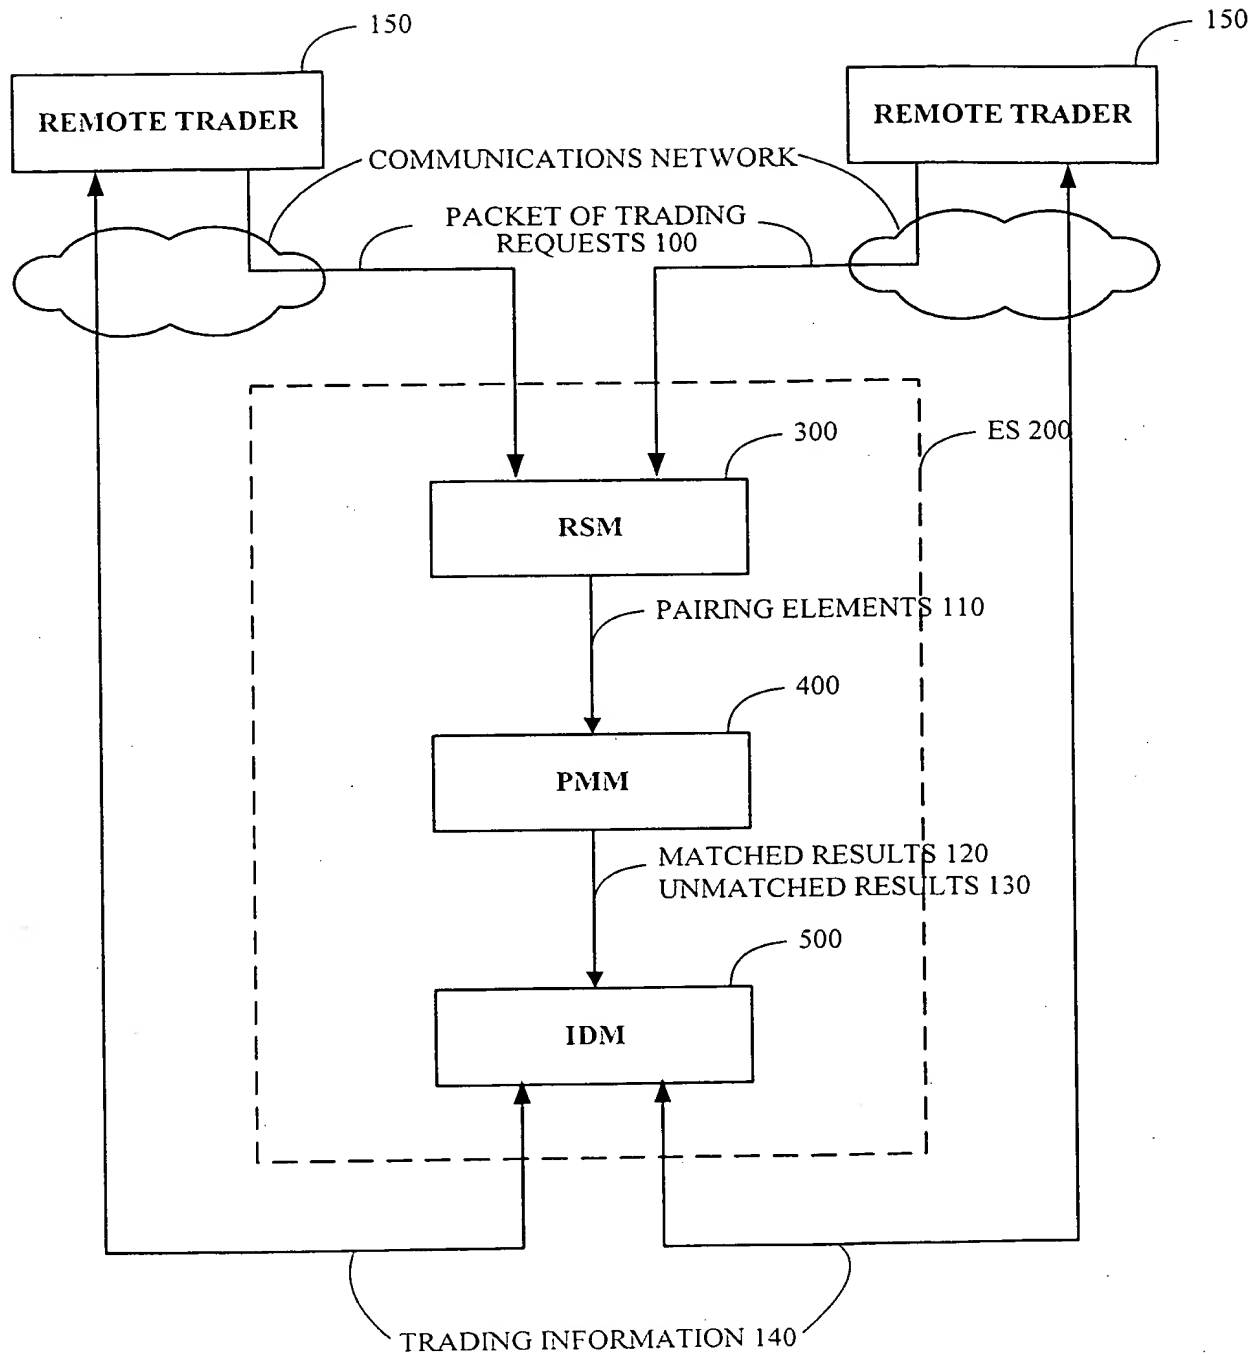 150
150
REMOTE TRADER
REMOTE TRADER
COMMUNICATIONS NETWORK
PACKET OF TRADING
REQUESTS 100
300
ES 200
RSM
PAIRING ELEMENTS 110
400
PMM
MATCHED RESULTS 120
UNMATCHED RESULTS 130
500
IDM
TRADING INFORMATION 140